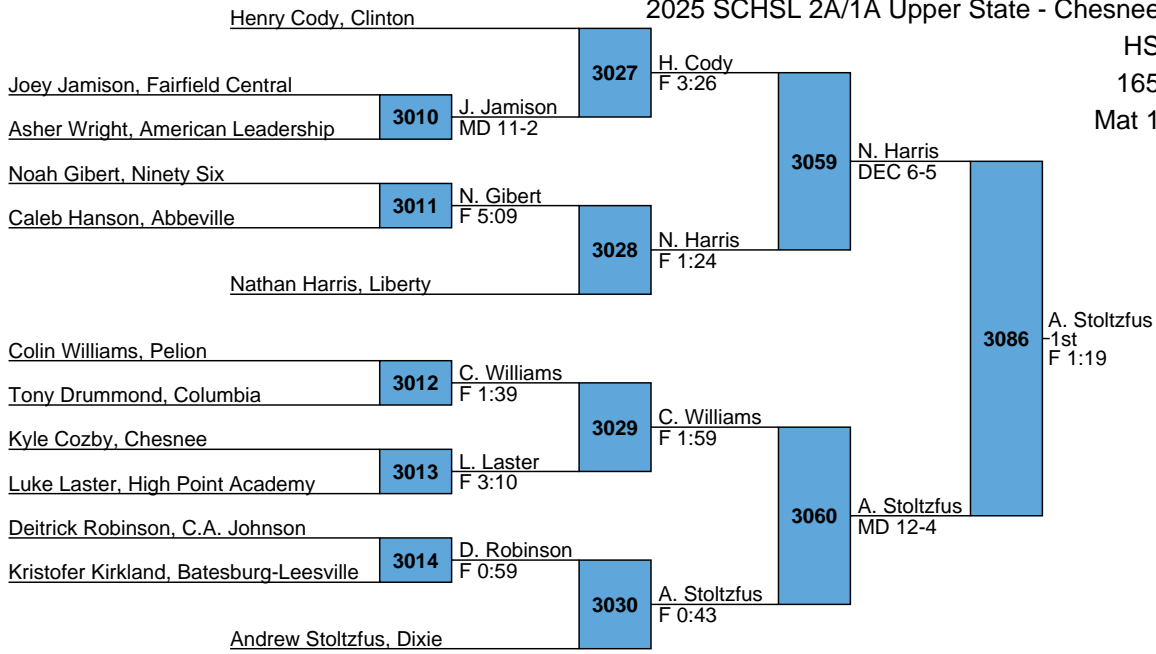 2025 SCHSL 2A/1A Upper State - Chesnee
HS
165
Mat 1
Henry Cody, Clinton
3027
H. Cody
F 3:26
Joey Jamison, Fairfield Central
3010
J. Jamison
MD 11-2
Asher Wright, American Leadership
3059
N. Harris
DEC 6-5
Noah Gibert, Ninety Six
3011
N. Gibert
F 5:09
Caleb Hanson, Abbeville
3028
N. Harris
F 1:24
Nathan Harris, Liberty
3086
A. Stoltzfus
1st
F 1:19
Colin Williams, Pelion
3012
C. Williams
F 1:39
Tony Drummond, Columbia
3029
C. Williams
F 1:59
Kyle Cozby, Chesnee
3013
L. Laster
F 3:10
Luke Laster, High Point Academy
3060
A. Stoltzfus
MD 12-4
Deitrick Robinson, C.A. Johnson
3014
D. Robinson
F 0:59
Kristofer Kirkland, Batesburg-Leesville
3030
A. Stoltzfus
F 0:43
Andrew Stoltzfus, Dixie